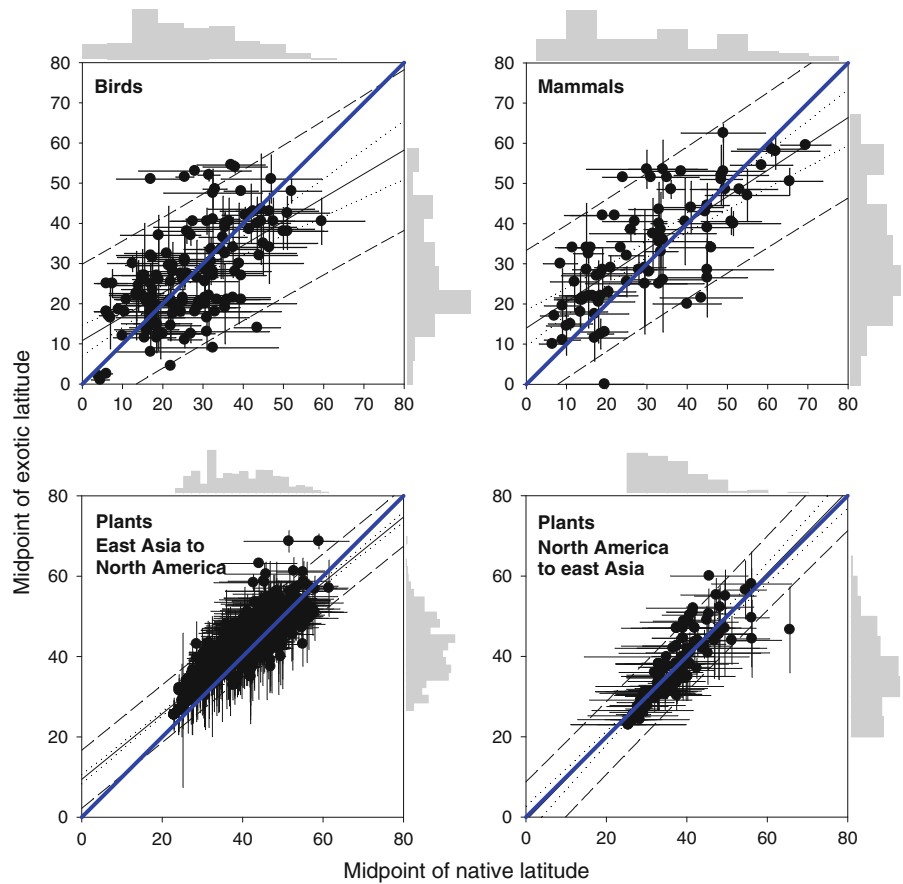 Birds
80
70
60
50
40
30
20
10
0
0 10 20 30 40 50 60 70 80
Mammals
80
70
60
50
40
30
20
10
0
0 10 20 30 40 50 60 70 80
Midpoint of exotic latitude
Plants
East Asia to
North America
80
60
40
20
0
0 20 40 60 80
Plants
North America
to east Asia
80
60
40
20
0
0 20 40 60 80
Midpoint of native latitude